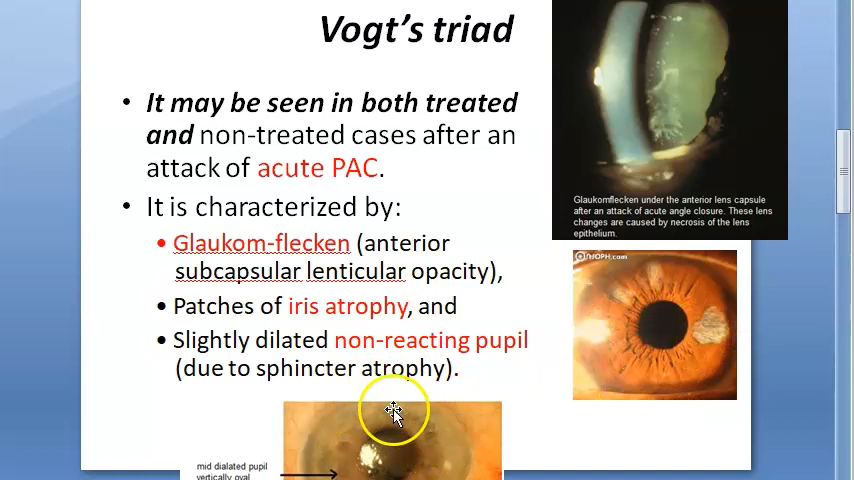 Vogt's triad
• It may be seen in both treated
and non-treated cases after an
attack of acute PAC.
• It is characterized by:
• Glaukom-flecken (anterior
subcapsular lenticular opacity),
• Patches of iris atrophy, and
• Slightly dilated non-reacting pupil
(due to sphincter atrophy).
Glaukomflecken under the anterior lens capsule
after an attack of acute angle closure. These lens
changes are caused by necrosis of the lens
epithelium.
mid dialated pupil
vertically oval